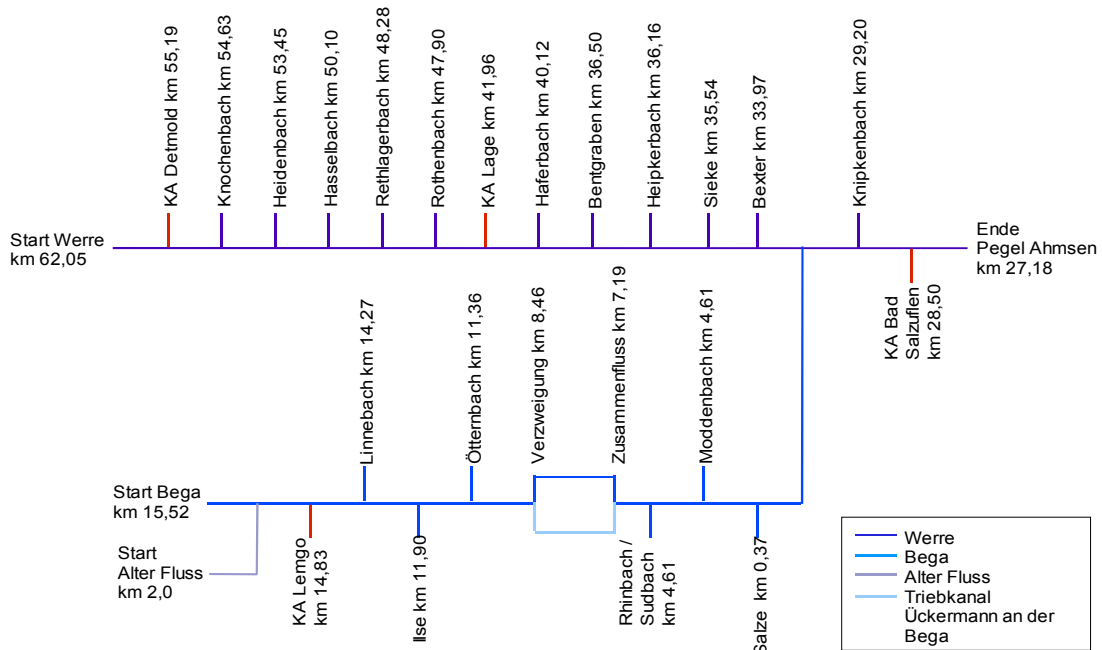 KA Detmold km 55,19
Knochenbach km 54,63
Heidenbach km 53,45
Hasselbach km 50,10
Rethlagerbach km 48,28
Rothenbach km 47,90
KA Lage km 41,96
Haferbach km 40,12
Bentgraben km 36,50
Heipkerbach km 36,16
Sieke km 35,54
Bexter km 33,97
Knipkenbach km 29,20
Start Werre
km 62,05
Ende
Pegel Ahmsen
km 27,18
KA Bad
Salzuflen
km 28,50
Linnebach km 14,27
Ötternbach km 11,36
Verzweigung km 8,46
Zusammenfluss km 7,19
Moddenbach km 4,61
Start Bega
km 15,52
Start
Alter Fluss
km 2,0
KA Lemgo
km 14,83
Ilse km 11,90
Rhinbach /
Sudbach
km 4,61
Salze km 0,37
Werre
Bega
Alter Fluss
Triebkanal
Ückermann an der
Bega